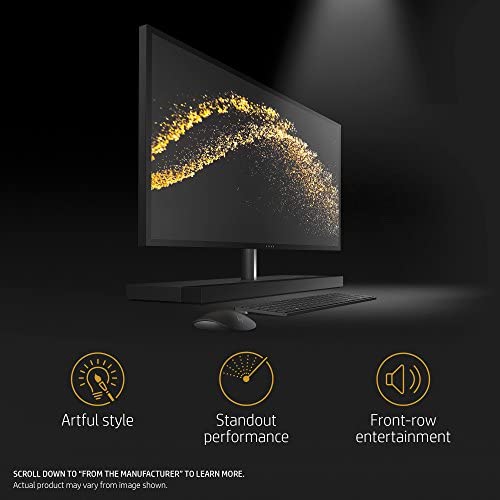 Artful style
Standout
performance
Front-row
entertainment
SCROLL DOWN TO “FROM THE MANUFACTURER” TO LEARN MORE.
Actual product may vary from image shown.